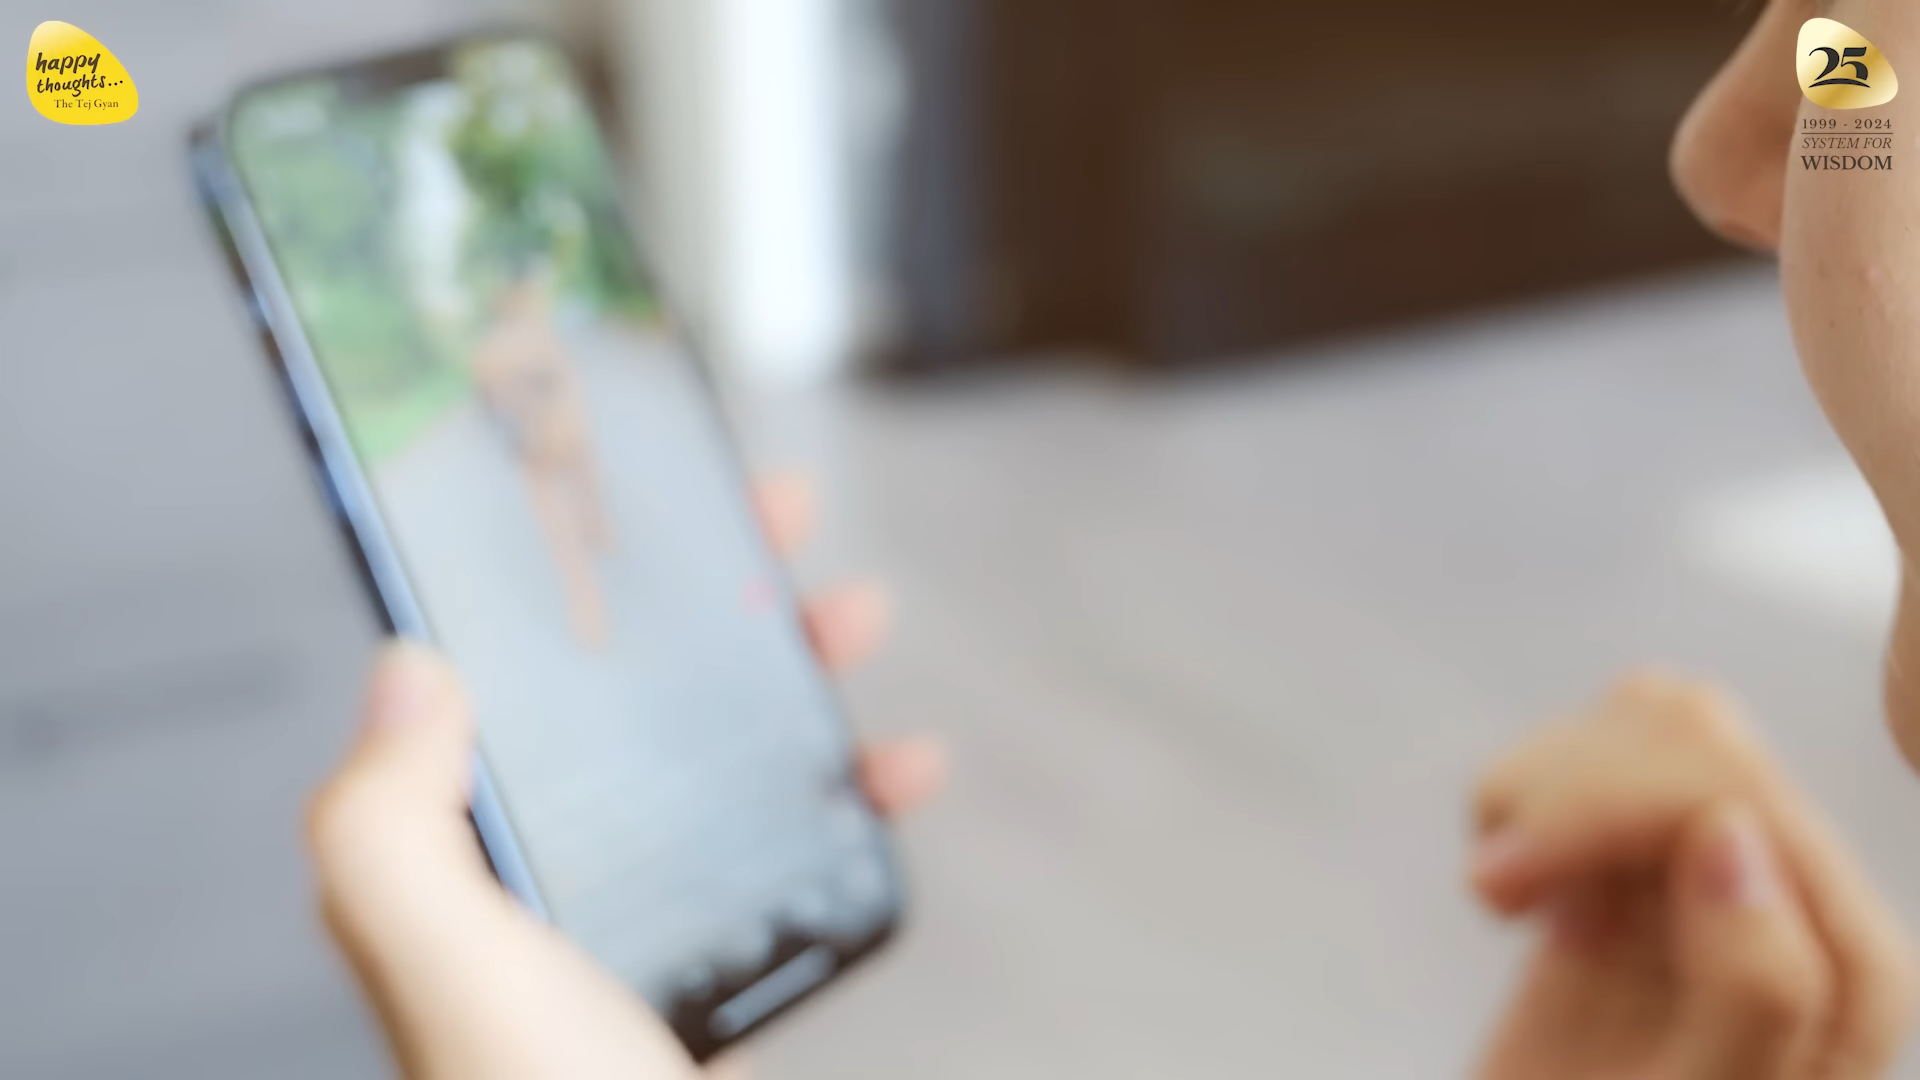 happy
thoughts...
The Tej Gyan
25
1999 - 2024
SYSTEM FOR
WISDOM